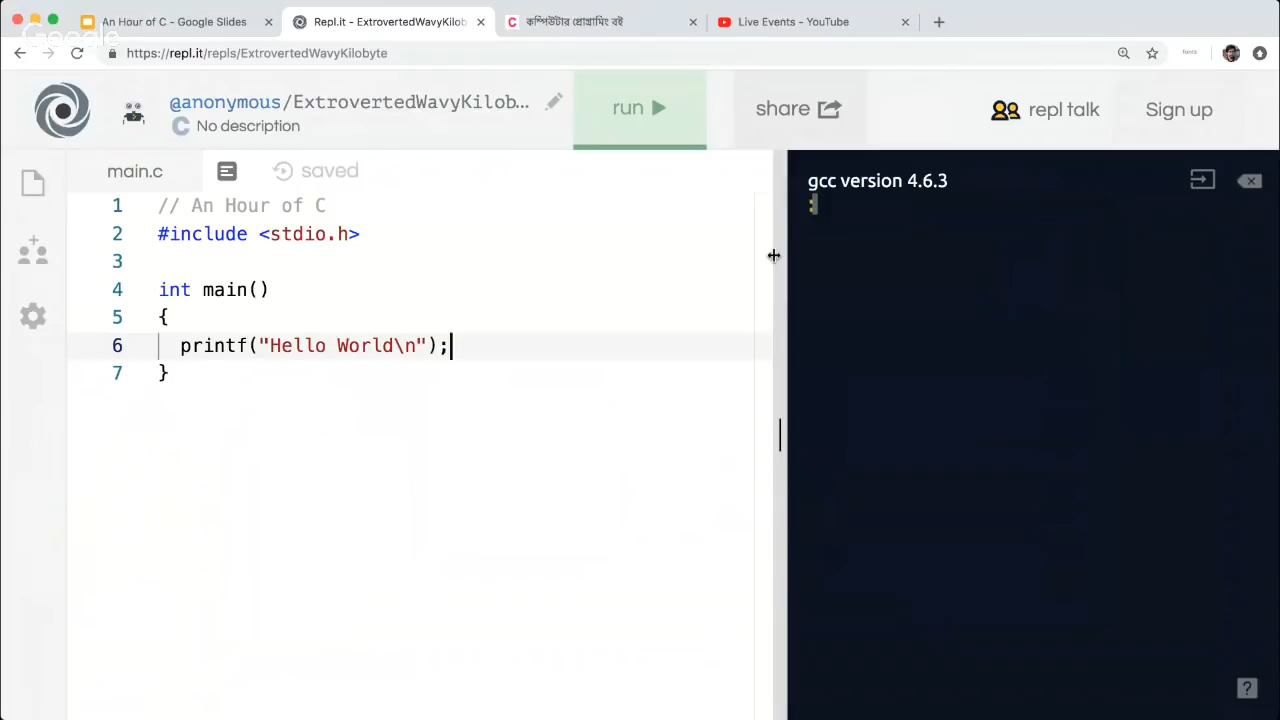 An Hour of C - Google Slides
Repl.it - ExtrovertedWavyKilob
কম্পিউটার প্রোগ্রামিং বই
Live Events - YouTube
Google
https://repl.it/repls/ExtrovertedWavyKilobyte
@anonymous/ExtrovertedWavyKilob...
No description
run
share
repl talk
Sign up
main.c
saved
gcc version 4.6.3
1 // An Hour of C
2 #include <stdio.h>
3
4 int main()
5 {
6 printf("Hello World\n");
7 }